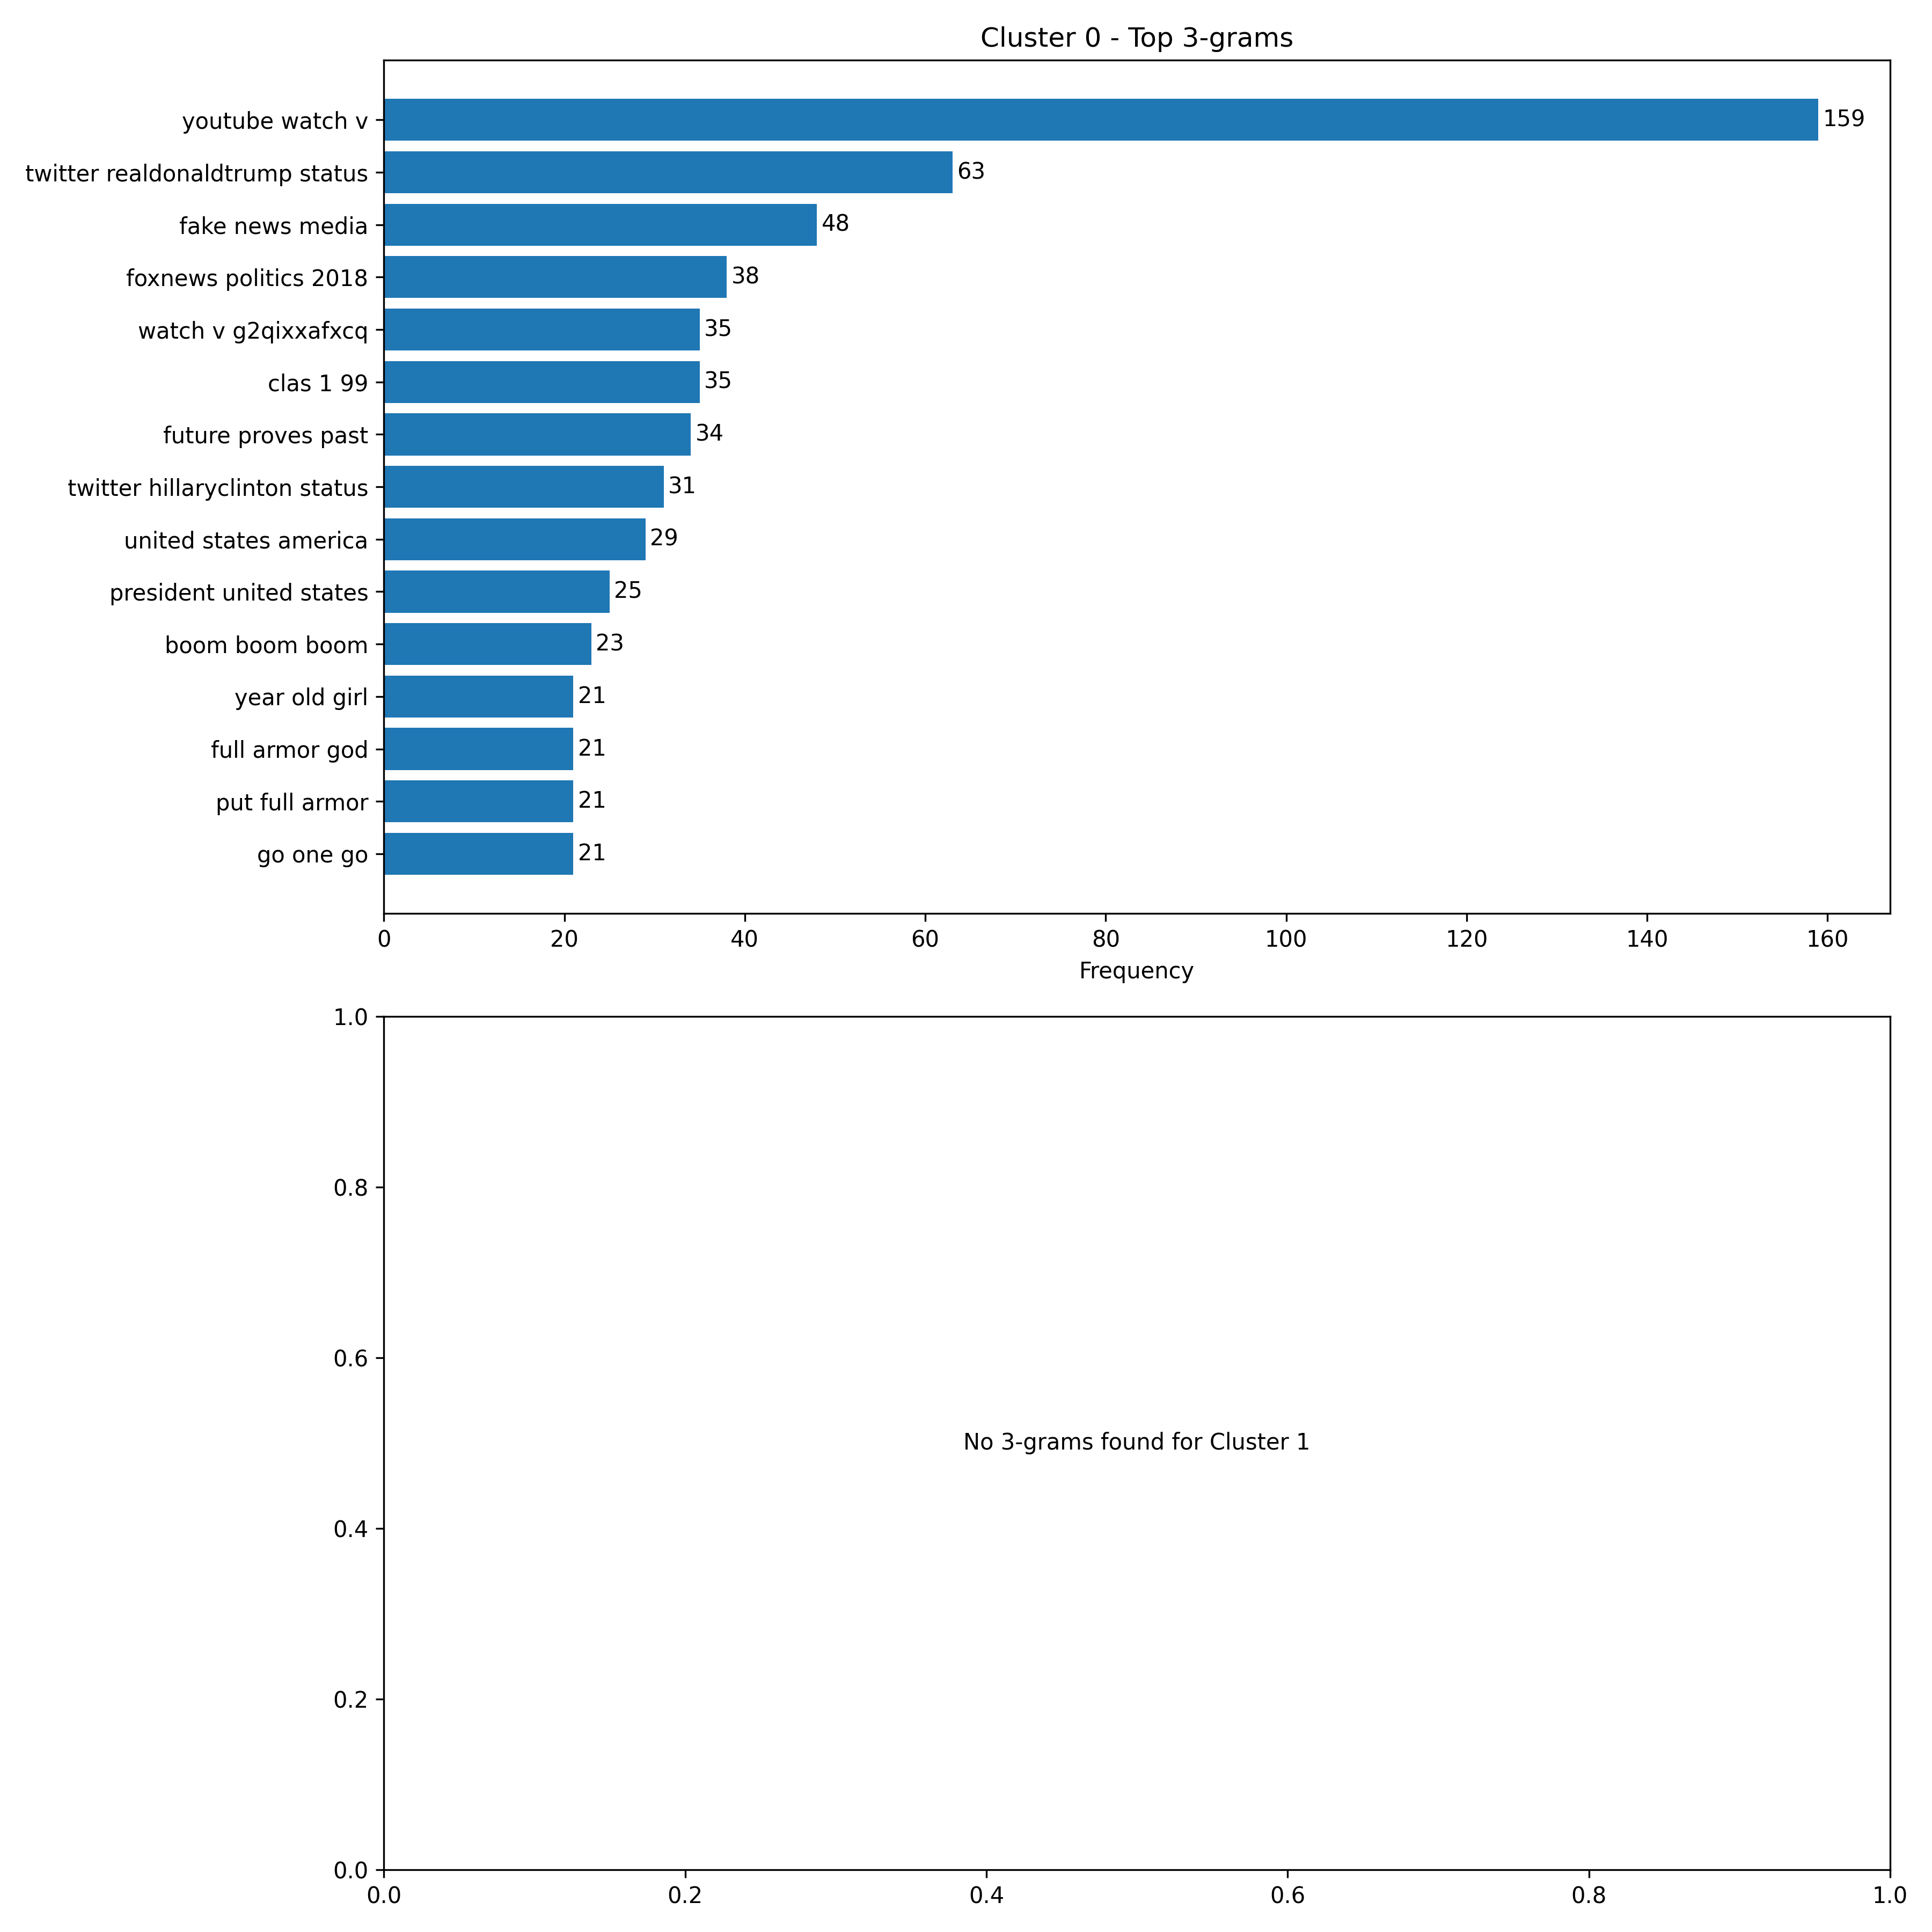 Cluster 0 - Top 3-grams
youtube watch v 159
twitter realdonaldtrump status 63
fake news media 48
foxnews politics 2018 38
watch v g2qixxafxcq 35
clas 1 99 35
future proves past 34
twitter hillaryclinton status 31
united states america 29
president united states 25
boom boom boom 23
year old girl 21
full armor god 21
put full armor 21
go one go 21
0 20 40 60 80 100 120 140 160
Frequency
1.0
0.8
0.6
No 3-grams found for Cluster 1
0.4
0.2
0.0
0.0 0.2 0.4 0.6 0.8 1.0